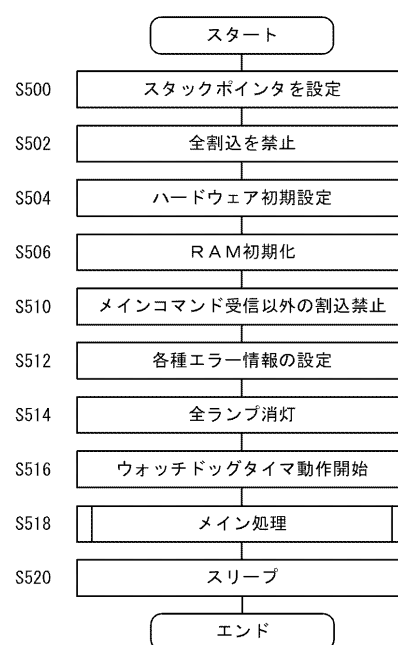 スタート
S500 スタックポインタを設定
S502 全割込を禁止
S504 ハードウェア初期設定
S506 ＲＡＭ初期化
S510 メインコマンド受信以外の割込禁止
S512 各種エラー情報の設定
S514 全ランプ消灯
S516 ウォッチドッグタイマ動作開始
S518 メイン処理
S520 スリープ
エンド